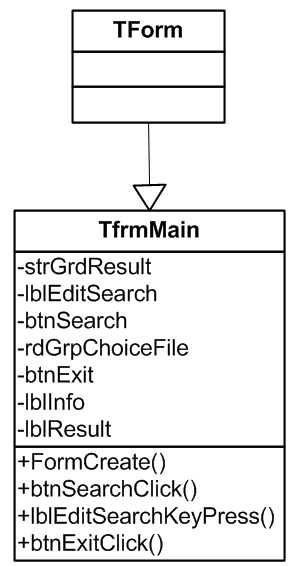 TForm
TfrmMain
-strGrdResult
-lblEditSearch
-btnSearch
-rdGrpChoiceFile
-btnExit
-lblInfo
-lblResult
+FormCreate()
+btnSearchClick()
+lblEditSearchKeyPress()
+btnExitClick()